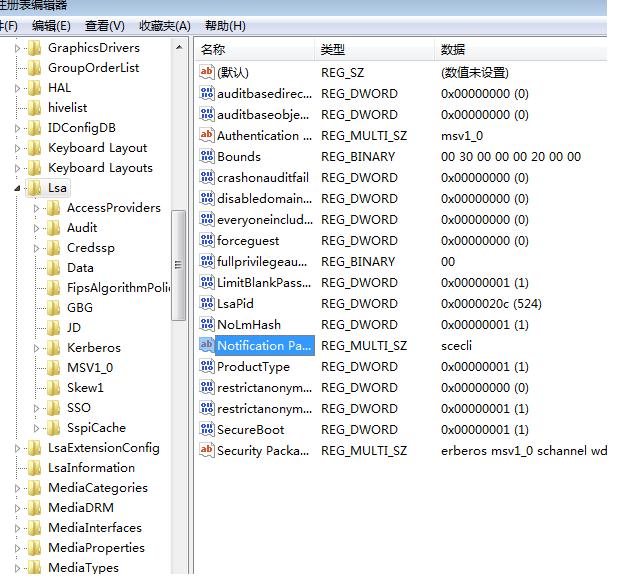 注册表编辑器
件(F) 编辑(E) 查看(V) 收藏夹(A) 帮助(H)
GraphicsDrivers
GroupOrderList
HAL
hivelist
IDConfigDB
Keyboard Layout
Keyboard Layouts
Lsa
AccessProviders
Audit
Credssp
Data
FipsAlgorithmPolic
GBG
JD
Kerberos
MSV1_0
Skew1
SSO
SspiCache
LsaExtensionConfig
LsaInformation
MediaCategories
MediaDRM
MediaInterfaces
MediaProperties
MediaTypes
名称 类型 数据
(默认) REG_SZ (数值未设置)
auditbasedirec... REG_DWORD 0x00000000 (0)
auditbaseobje... REG_DWORD 0x00000000 (0)
Authentication ... REG_MULTI_SZ msv1_0
Bounds REG_BINARY 00 30 00 00 00 20 00 00
crashonauditfail REG_DWORD 0x00000000 (0)
disabledomain... REG_DWORD 0x00000000 (0)
everyoneinclud... REG_DWORD 0x00000000 (0)
forceguest REG_DWORD 0x00000000 (0)
fullprivilegeau... REG_BINARY 00
LimitBlankPass... REG_DWORD 0x00000001 (1)
LsaPid REG_DWORD 0x0000020c (524)
NoLmHash REG_DWORD 0x00000001 (1)
Notification Pa... REG_MULTI_SZ scecli
ProductType REG_DWORD 0x00000001 (1)
restrictanonym... REG_DWORD 0x00000000 (0)
restrictanonym... REG_DWORD 0x00000001 (1)
SecureBoot REG_DWORD 0x00000001 (1)
Security Packa... REG_MULTI_SZ erberos msv1_0 schannel wd